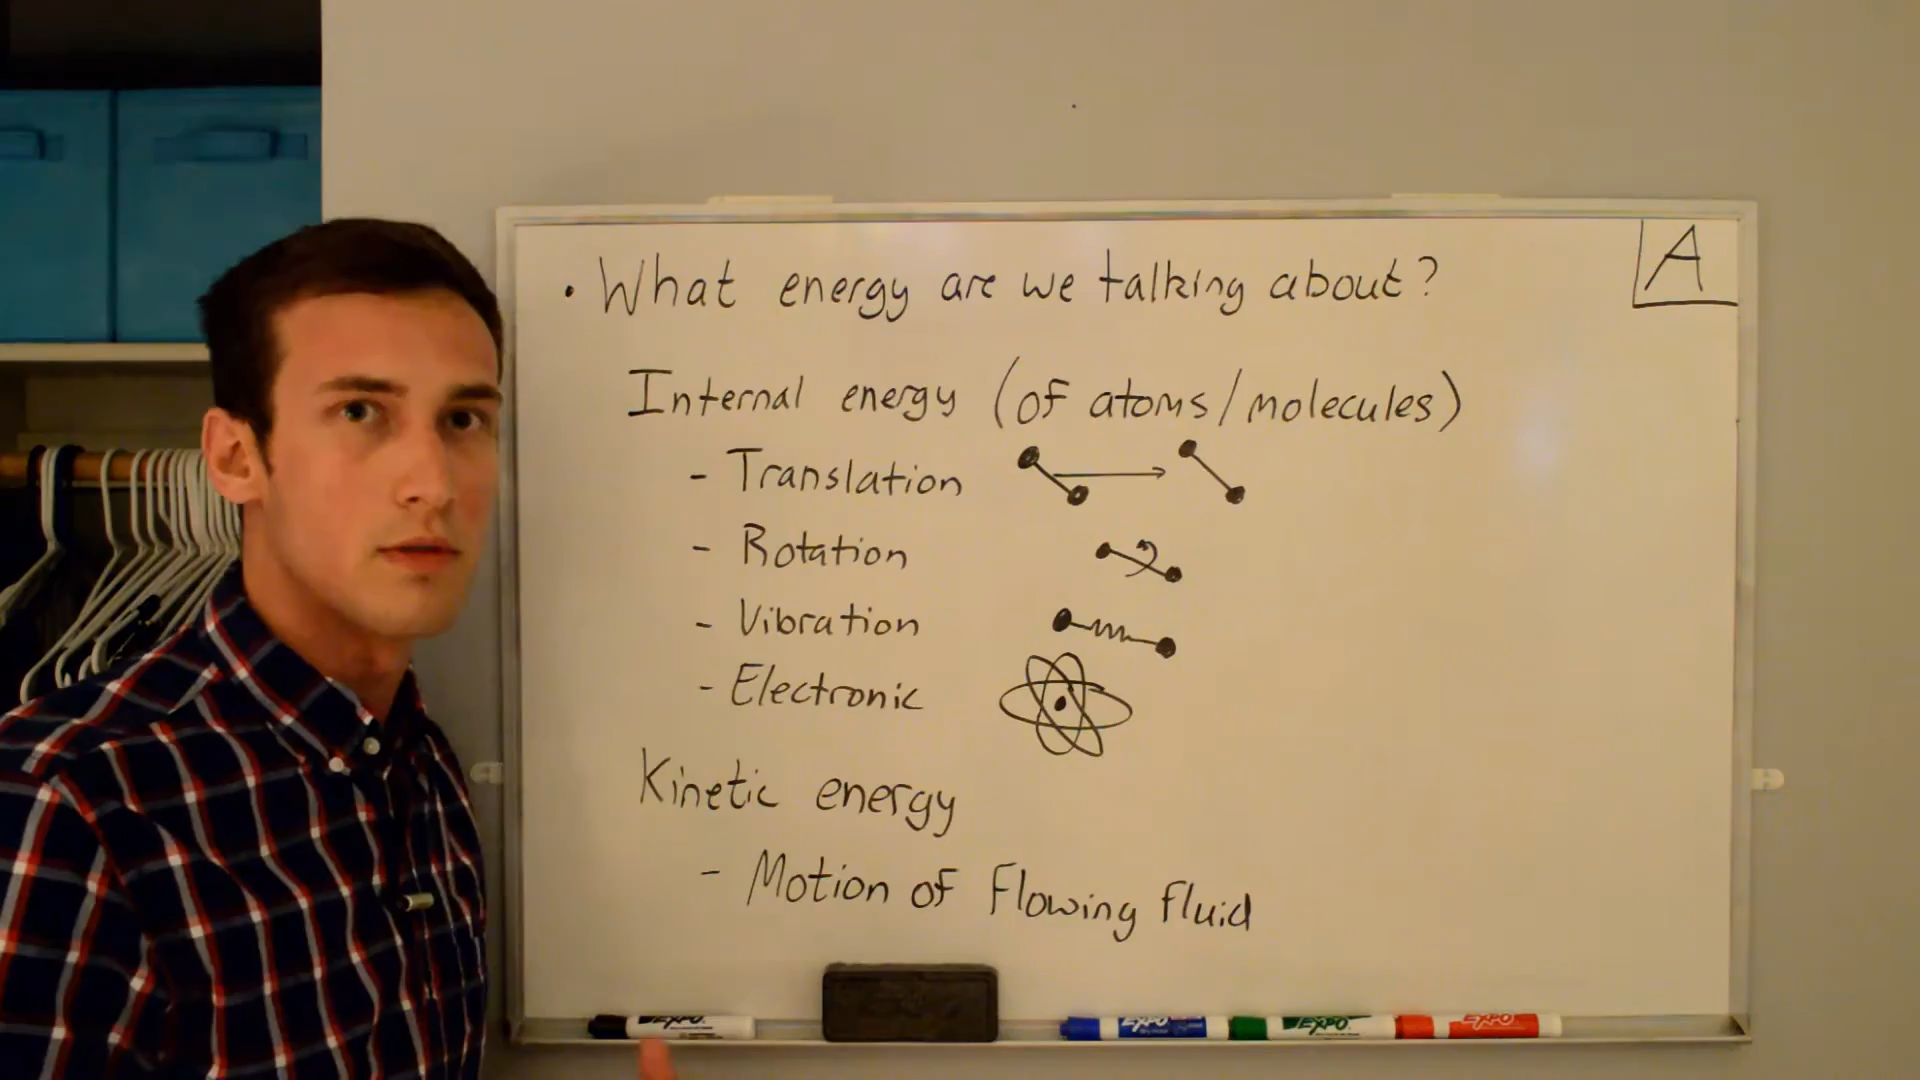 A
• What energy are we talking about?
Internal energy (of atoms/molecules)
- Translation
- Rotation
- Vibration
- Electronic
Kinetic energy
- Motion of Flowing fluid
EXPO EXPO EXPO EXPO